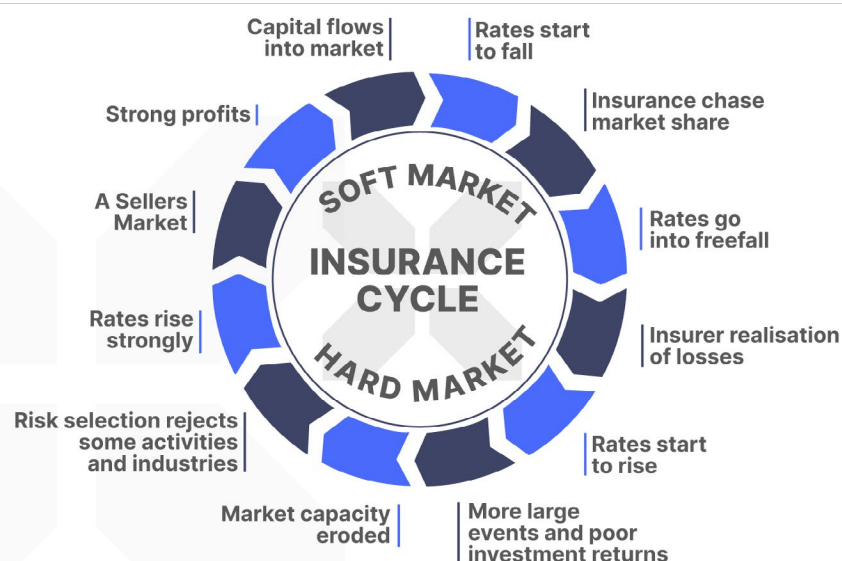 Capital flows
into market
Rates start
to fall
Insurance chase
market share
Rates go
into freefall
Insurer realisation
of losses
Rates start
to rise
More large
events and poor
investment returns
Market capacity
eroded
Risk selection rejects
some activities
and industries
Rates rise
strongly
A Sellers
Market
Strong profits
SOFT MARKET
INSURANCE
CYCLE
HARD MARKET